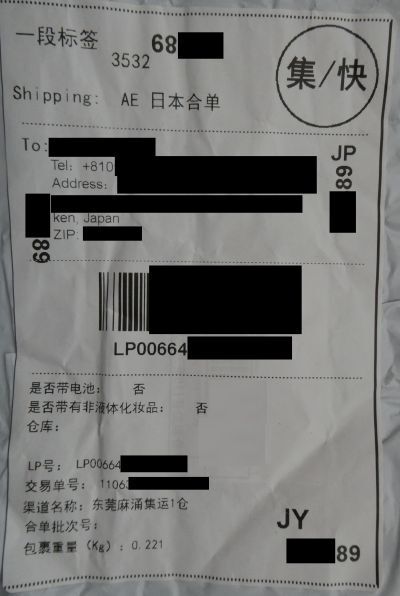 一段标签
3532
68
集/快
Shipping: AE 日本合单
To:
Tel: +810
Address:
JP
89
ken, Japan
ZIP:
89
LP00664
是否带电池: 否
是否带有非液体化妆品: 否
仓库:
LP号: LP00664
交易单号: 11063
渠道名称: 东莞麻涌集运1仓
合单批次号:
包裹重量 (Kg) : 0.221
JY
89